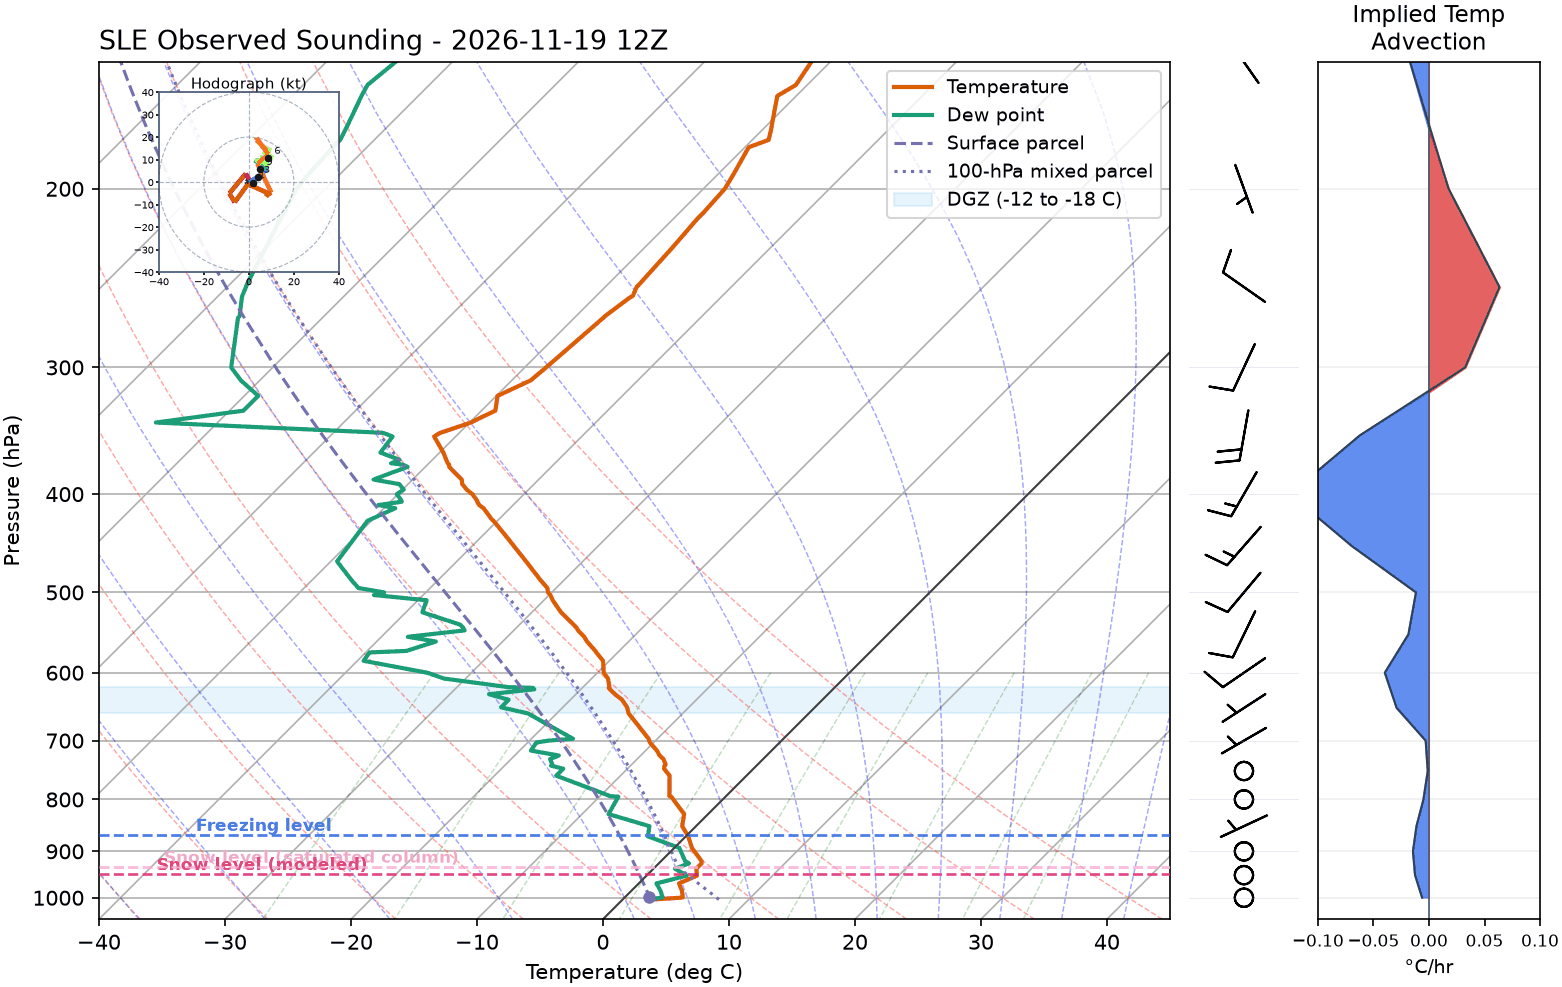 SLE Observed Sounding - 2026-11-19 12Z
Implied Temp
Advection
Hodograph (kt)
40
30
20
10
0
−10
−20
−30
−40
−40
−20
0
20
40
6
3
Temperature
Dew point
Surface parcel
100-hPa mixed parcel
DGZ (-12 to -18 C)
Pressure (hPa)
200
300
400
500
600
700
800
900
1000
Freezing level
Snow level (saturated column)
Snow level (modeled)
−40
−30
−20
−10
0
10
20
30
40
Temperature (deg C)
−0.10
−0.05
0.00
0.05
0.10
°C/hr